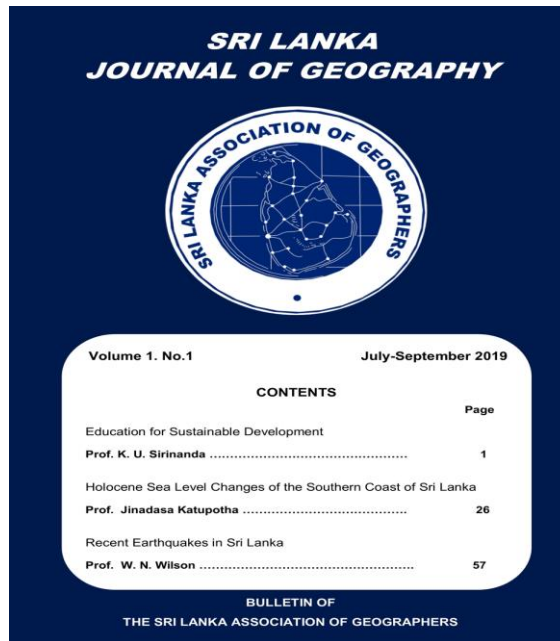 SRI LANKA
JOURNAL OF GEOGRAPHY
SRI LANKA ASSOCIATION OF GEOGRAPHERS
Volume 1. No.1 July-September 2019
CONTENTS
Page
Education for Sustainable Development
Prof. K. U. Sirinanda ................................................ 1
Holocene Sea Level Changes of the Southern Coast of Sri Lanka
Prof. Jinadasa Katupotha ....................................... 26
Recent Earthquakes in Sri Lanka
Prof. W. N. Wilson ................................................... 57
BULLETIN OF
THE SRI LANKA ASSOCIATION OF GEOGRAPHERS